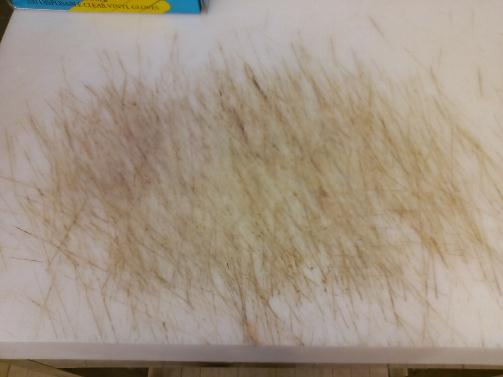 DISPOSABLE CLEAR VINYL GLOVES